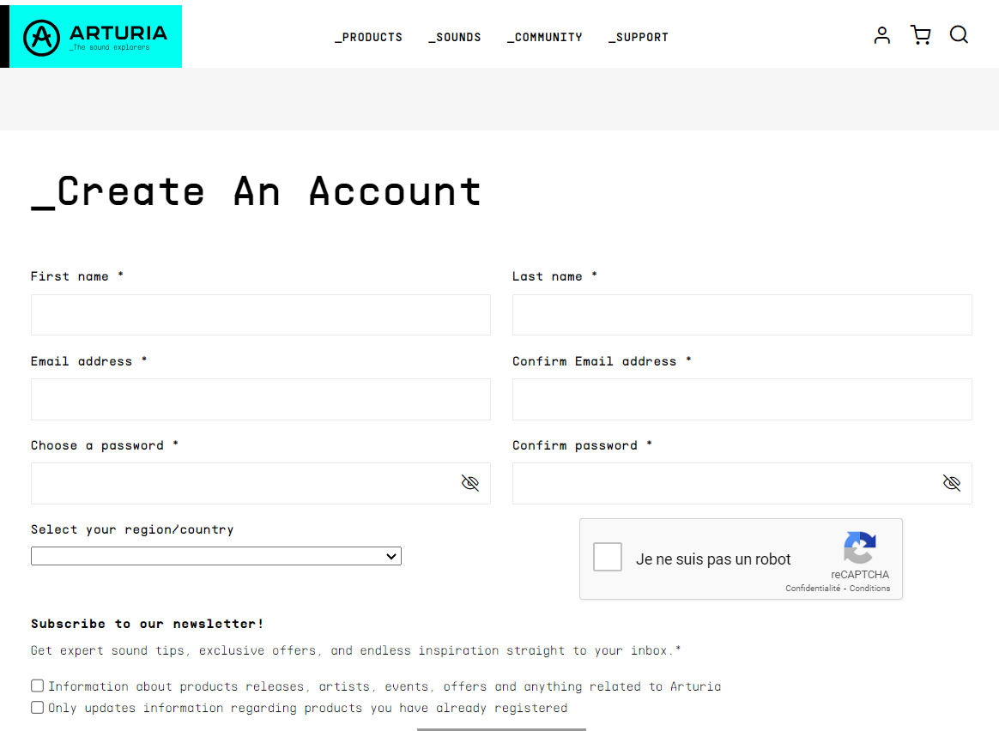 ARTURIA
_The sound explorers
_PRODUCTS _SOUNDS _COMMUNITY _SUPPORT
_Create An Account
First name * Last name *
Email address * Confirm Email address *
Choose a password * Confirm password *
Select your region/country
Je ne suis pas un robot
reCAPTCHA
Confidentialité - Conditions
Subscribe to our newsletter!
Get expert sound tips, exclusive offers, and endless inspiration straight to your inbox.*
Information about products releases, artists, events, offers and anything related to Arturia
Only updates information regarding products you have already registered